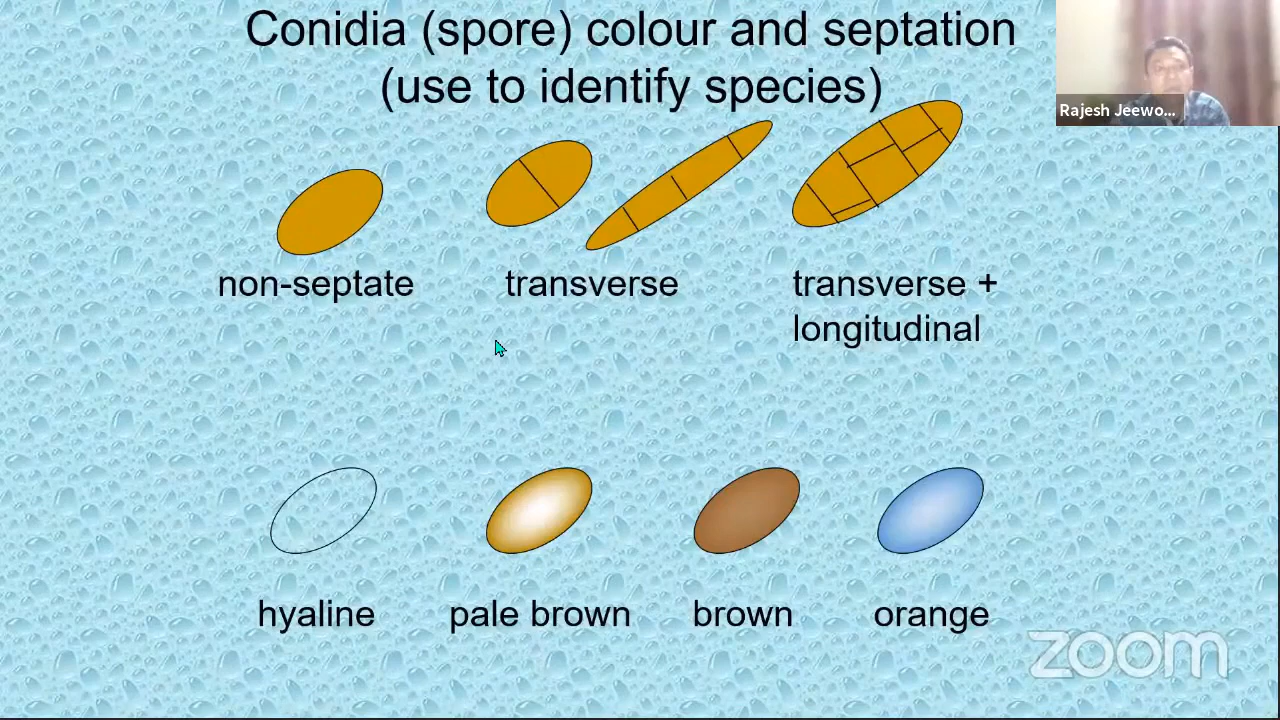 Conidia (spore) colour and septation
(use to identify species)
Rajesh Jeewo...
non-septate
transverse
transverse +
longitudinal
hyaline
pale brown
brown
orange
zoom